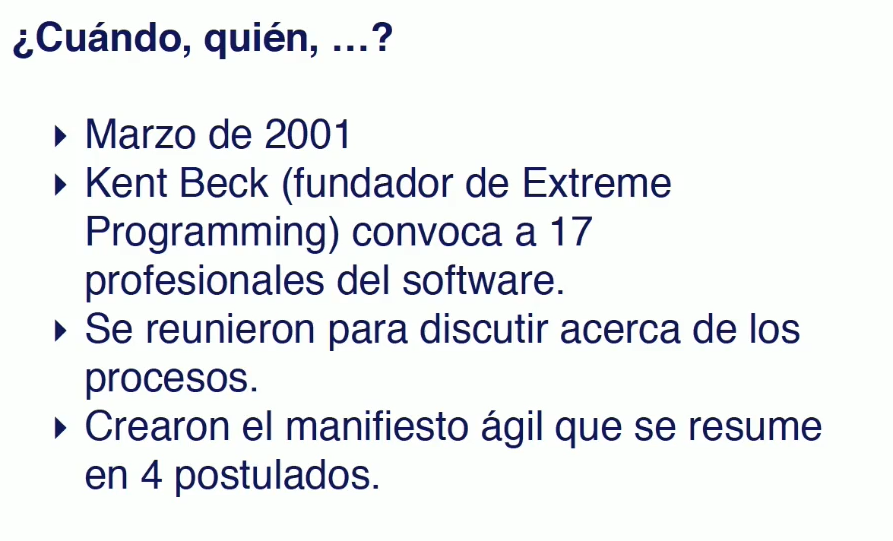 ¿Cuándo, quién, ...?
‣ Marzo de 2001
‣ Kent Beck (fundador de Extreme
Programming) convoca a 17
profesionales del software.
‣ Se reunieron para discutir acerca de los
procesos.
‣ Crearon el manifiesto ágil que se resume
en 4 postulados.